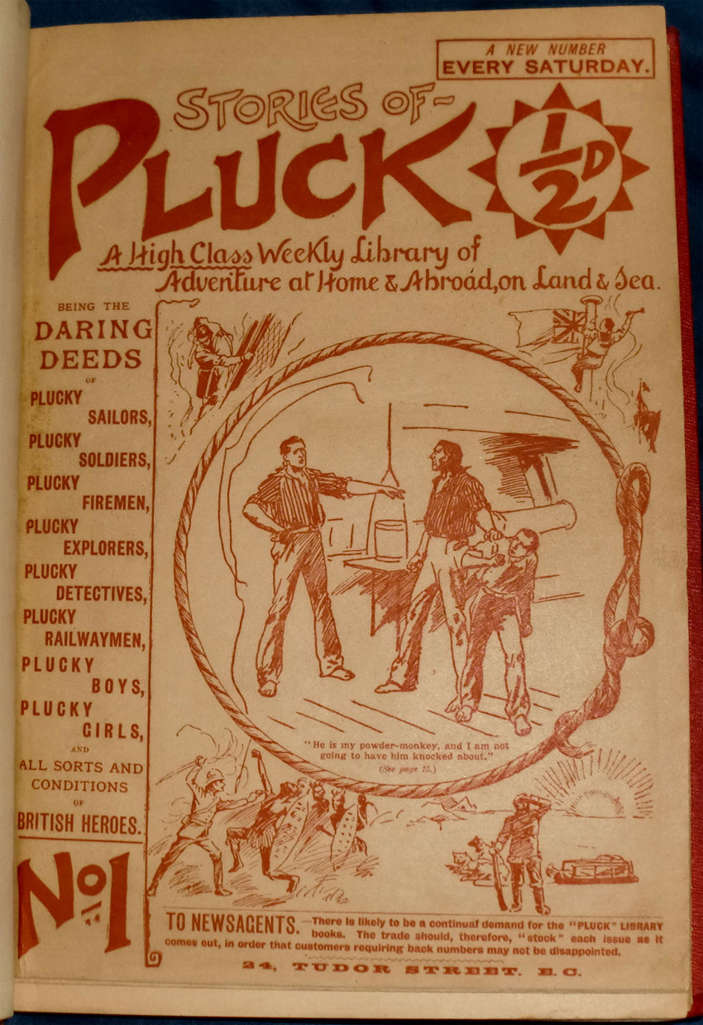 A NEW NUMBER
EVERY SATURDAY.
STORIES OF
PLUCK
1/2D
A High Class Weekly Library of
Adventure at Home & Abroad, on Land & Sea.
BEING THE
DARING
DEEDS
OF
PLUCKY
SAILORS,
PLUCKY
SOLDIERS,
PLUCKY
FIREMEN,
PLUCKY
EXPLORERS,
PLUCKY
DETECTIVES,
PLUCKY
RAILWAYMEN,
PLUCKY
BOYS,
PLUCKY
GIRLS,
AND
ALL SORTS AND
CONDITIONS
OF
BRITISH HEROES.
No 1
"He is my powder-monkey, and I am not
going to have him knocked about."
(See page 15.)
TO NEWSAGENTS. —There is likely to be a continual demand for the "PLUCK" LIBRARY
books. The trade should, therefore, "stock" each issue as it
comes out, in order that customers requiring back numbers may not be disappointed.
24, TUDOR STREET. E.C.